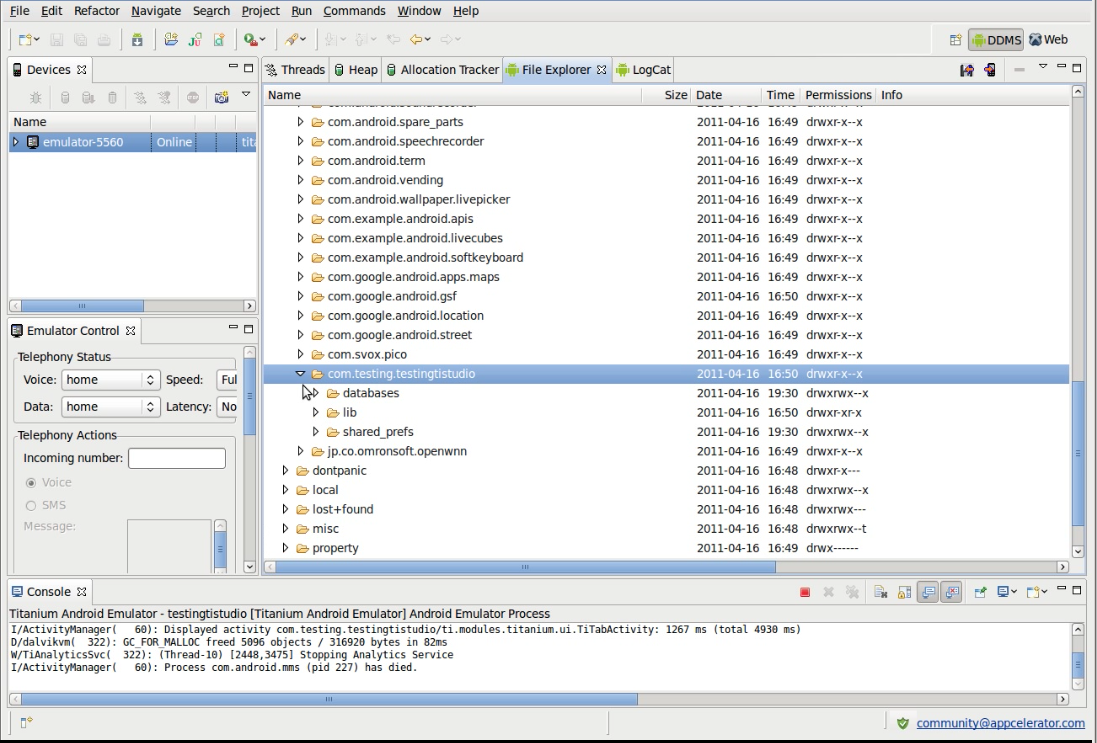 File Edit Refactor Navigate Search Project Run Commands Window Help
DDMS Web
Devices
Threads Heap Allocation Tracker File Explorer LogCat
Name
emulator-5560 Online tita
Name Size Date Time Permissions Info
com.android.spare_parts 2011-04-16 16:49 drwxr-x--x
com.android.speechrecorder 2011-04-16 16:49 drwxr-x--x
com.android.term 2011-04-16 16:49 drwxr-x--x
com.android.vending 2011-04-16 16:49 drwxr-x--x
com.android.wallpaper.livepicker 2011-04-16 16:49 drwxr-x--x
com.example.android.apis 2011-04-16 16:49 drwxr-x--x
com.example.android.livecubes 2011-04-16 16:49 drwxr-x--x
com.example.android.softkeyboard 2011-04-16 16:49 drwxr-x--x
com.google.android.apps.maps 2011-04-16 16:49 drwxr-x--x
com.google.android.gsf 2011-04-16 16:50 drwxr-x--x
com.google.android.location 2011-04-16 16:49 drwxr-x--x
com.google.android.street 2011-04-16 16:49 drwxr-x--x
com.svox.pico 2011-04-16 16:49 drwxr-x--x
com.testing.testingtistudio 2011-04-16 16:50 drwxr-x--x
databases 2011-04-16 19:30 drwxrwx--x
lib 2011-04-16 16:50 drwxr-xr-x
shared_prefs 2011-04-16 19:30 drwxrwx--x
jp.co.omronsoft.openwnn 2011-04-16 16:49 drwxr-x--x
dontpanic 2011-04-16 16:48 drwxr-x---
local 2011-04-16 16:48 drwxrwx--x
lost+found 2011-04-16 16:48 drwxrwx---
misc 2011-04-16 16:48 drwxrwx--t
property 2011-04-16 16:49 drwx------
Emulator Control
Telephony Status
Voice: home Speed: Ful
Data: home Latency: No
Telephony Actions
Incoming number:
Voice
SMS
Message:
Console
Titanium Android Emulator - testingtistudio [Titanium Android Emulator] Android Emulator Process
I/ActivityManager( 60): Displayed activity com.testing.testingtistudio/ti.modules.titanium.ui.TiTabActivity: 1267 ms (total 4930 ms)
D/dalvikvm( 322): GC_FOR_MALLOC freed 5096 objects / 316920 bytes in 82ms
W/TiAnalyticsSvc( 322): (Thread-10) [2448,3475] Stopping Analytics Service
I/ActivityManager( 60): Process com.android.mms (pid 227) has died.
community@appcelerator.com